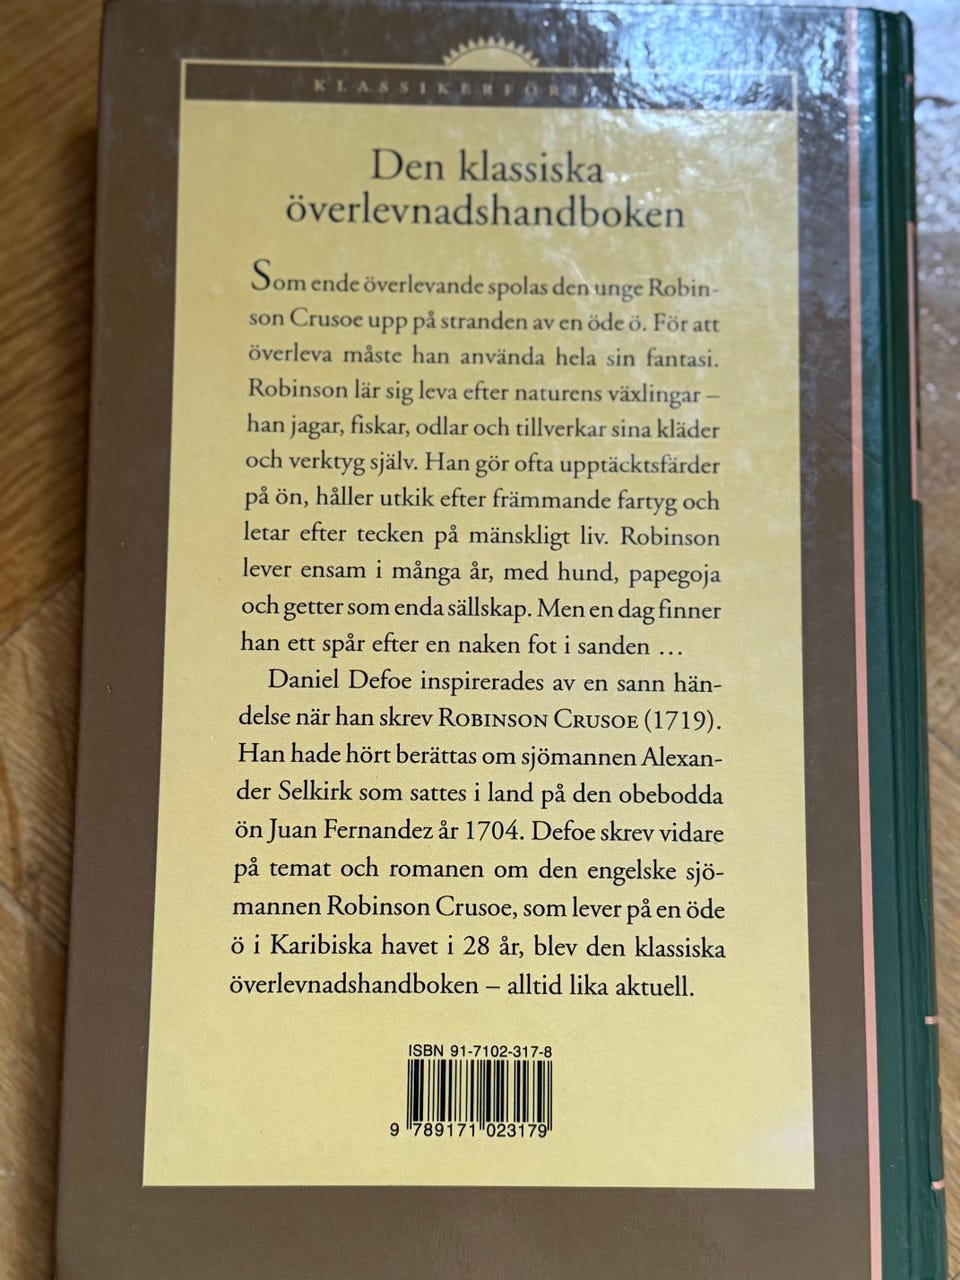 Den klassiska
överlevnadshandboken
Som ende överlevande spolas den unge Robin-
son Crusoe upp på stranden av en öde ö. För att
överleva måste han använda hela sin fantasi.
Robinson lär sig leva efter naturens växlingar –
han jagar, fiskar, odlar och tillverkar sina kläder
och verktyg själv. Han gör ofta upptäcktsfärder
på ön, håller utkik efter främmande fartyg och
letar efter tecken på mänskligt liv. Robinson
lever ensam i många år, med hund, papegoja
och getter som enda sällskap. Men en dag finner
han ett spår efter en naken fot i sanden …
Daniel Defoe inspirerades av en sann hän-
delse när han skrev ROBINSON CRUSOE (1719).
Han hade hört berättas om sjömannen Alexan-
der Selkirk som sattes i land på den obebodda
ön Juan Fernandez år 1704. Defoe skrev vidare
på temat och romanen om den engelske sjö-
mannen Robinson Crusoe, som lever på en öde
ö i Karibiska havet i 28 år, blev den klassiska
överlevnadshandboken – alltid lika aktuell.
ISBN 91-7102-317-8
9 789171 023179